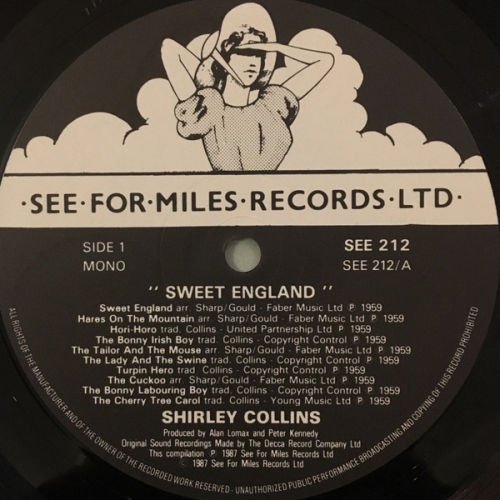 ·SEE·FOR·MILES·RECORDS·LTD·
SIDE 1
MONO
SEE 212
SEE 212/A
" SWEET ENGLAND "
Sweet England arr. Sharp/Gould - Faber Music Ltd ℗ 1959
Hares On The Mountain arr. Sharp/Gould - Faber Music Ltd ℗ 1959
Hori-Horo trad. Collins - United Partnership Ltd ℗ 1959
The Bonny Irish Boy trad. Collins - Copyright Control ℗ 1959
The Tailor And The Mouse arr. Sharp/Gould - Faber Music Ltd ℗ 1959
The Lady And The Swine trad. Collins - Copyright Control ℗ 1959
Turpin Hero trad. Collins - Copyright Control ℗ 1959
The Cuckoo arr. Sharp/Gould - Faber Music Ltd ℗ 1959
The Bonny Labouring Boy trad. Collins - Copyright Control ℗ 1959
The Cherry Tree Carol trad. Collins - Young Music Ltd ℗ 1959
SHIRLEY COLLINS
Produced by Alan Lomax and Peter Kennedy
Original Sound Recordings Made by The Decca Record Company Ltd
This compilation ℗ 1987 See For Miles Records Ltd
© 1987 See For Miles Records Ltd
ALL RIGHTS OF THE MANUFACTURER AND OF THE OWNER OF THE RECORDED WORK RESERVED - UNAUTHORIZED PUBLIC PERFORMANCE BROADCASTING AND COPYING OF THIS RECORD PROHIBITED